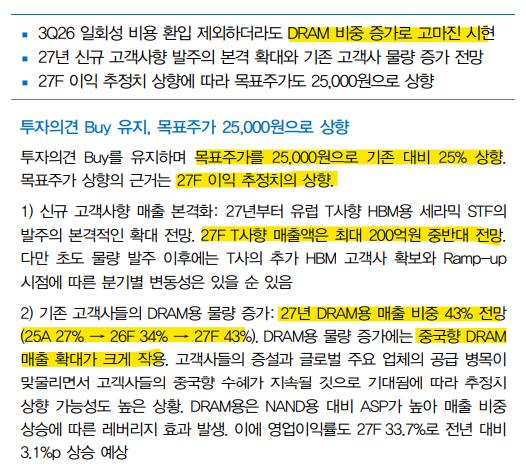 ▪ 3Q26 일회성 비용 환입 제외하더라도 DRAM 비중 증가로 고마진 시현
▪ 27년 신규 고객사향 발주의 본격 확대와 기존 고객사 물량 증가 전망
▪ 27F 이익 추정치 상향에 따라 목표주가도 25,000원으로 상향
투자의견 Buy 유지, 목표주가 25,000원으로 상향
투자의견 Buy를 유지하며 목표주가를 25,000원으로 기존 대비 25% 상향.
목표주가 상향의 근거는 27F 이익 추정치의 상향.
1) 신규 고객사향 매출 본격화: 27년부터 유럽 T사향 HBM용 세라믹 STF의
발주의 본격적인 확대 전망. 27F T사향 매출액은 최대 200억원 중반대 전망.
다만 초도 물량 발주 이후에는 T사의 추가 HBM 고객사 확보와 Ramp-up
시점에 따른 분기별 변동성은 있을 순 있음
2) 기존 고객사들의 DRAM용 물량 증가: 27년 DRAM용 매출 비중 43% 전망
(25A 27% → 26F 34% → 27F 43%). DRAM용 물량 증가에는 중국향 DRAM
매출 확대가 크게 작용. 고객사들의 증설과 글로벌 주요 업체의 공급 병목이
맞물리면서 고객사들의 중국향 수혜가 지속될 것으로 기대됨에 따라 추정치
상향 가능성도 높은 상황. DRAM용은 NAND용 대비 ASP가 높아 매출 비중
상승에 따른 레버리지 효과 발생. 이에 영업이익률도 27F 33.7%로 전년 대비
3.1%p 상승 예상